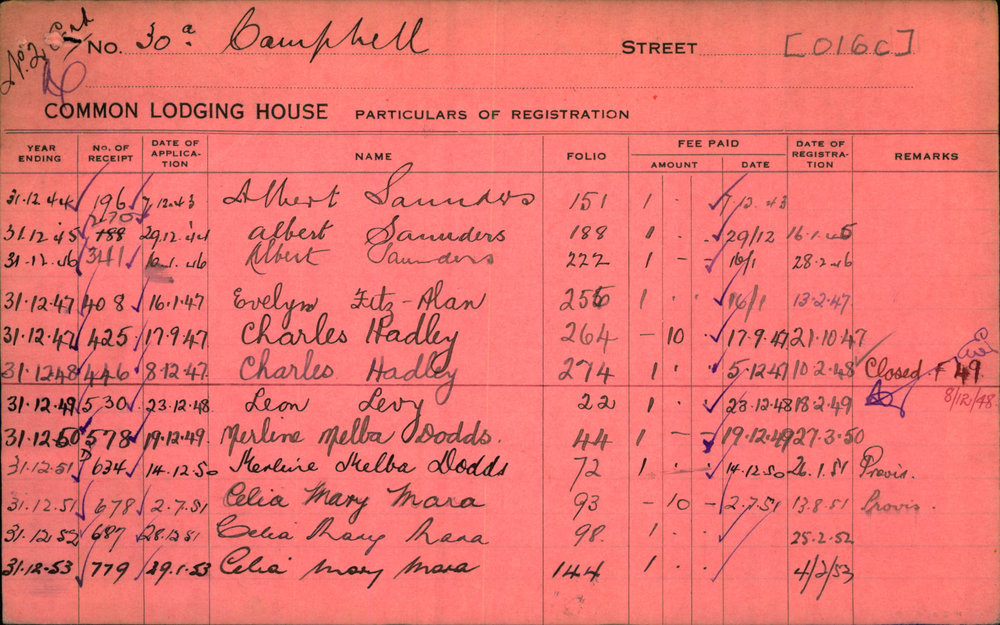 No. 2
No. 30a Campbell STREET [016C]
COMMON LODGING HOUSE PARTICULARS OF REGISTRATION
YEAR ENDING No. OF RECEIPT DATE OF APPLICATION NAME FOLIO FEE PAID AMOUNT DATE DATE OF REGISTRATION REMARKS
31.12.44 196 7.12.43 Albert Saunders 151 1 . . 7.12.43
270
31.12.45 188 29.12.44 Albert Saunders 188 1 . . 29/12 16.1.45
31.12.46 341 16.1.46 Albert Saunders 222 1 – – 16/1 28.2.46
31.12.47 408 16.1.47 Evelyn Fitz-Alan 255 1 . . 16/1 13.2.47
31.12.47 425 17.9.47 Charles Hadley 264 – 10 . 17.9.47 21.10.47
31.12.48 446 8.12.47 Charles Hadley 274 1 . . 5.12.47 10.2.48 Closed F 49
8/12/48
31.12.49 530 23.12.48 Leon Levy 22 1 . . 23.12.48 18.2.49
31.12.50 578 19.12.49 Merline Melba Dodds. 44 1 – – 19.12.49 27.3.50
31.12.51 634 14.12.50 Merline Melba Dodds 72 1 . . 14.12.50 26.1.51 Provis.
31.12.51 678 2.7.51 Celia Mary Mara 93 – 10 – 2.7.51 13.8.51 Provis.
31.12.52 687 28.12.51 Celia Mary Mara 98. 1 . . 25.2.52
31.12.53 779 29.1.53 Celia Mary Mara 144 1 . . 4/2/53